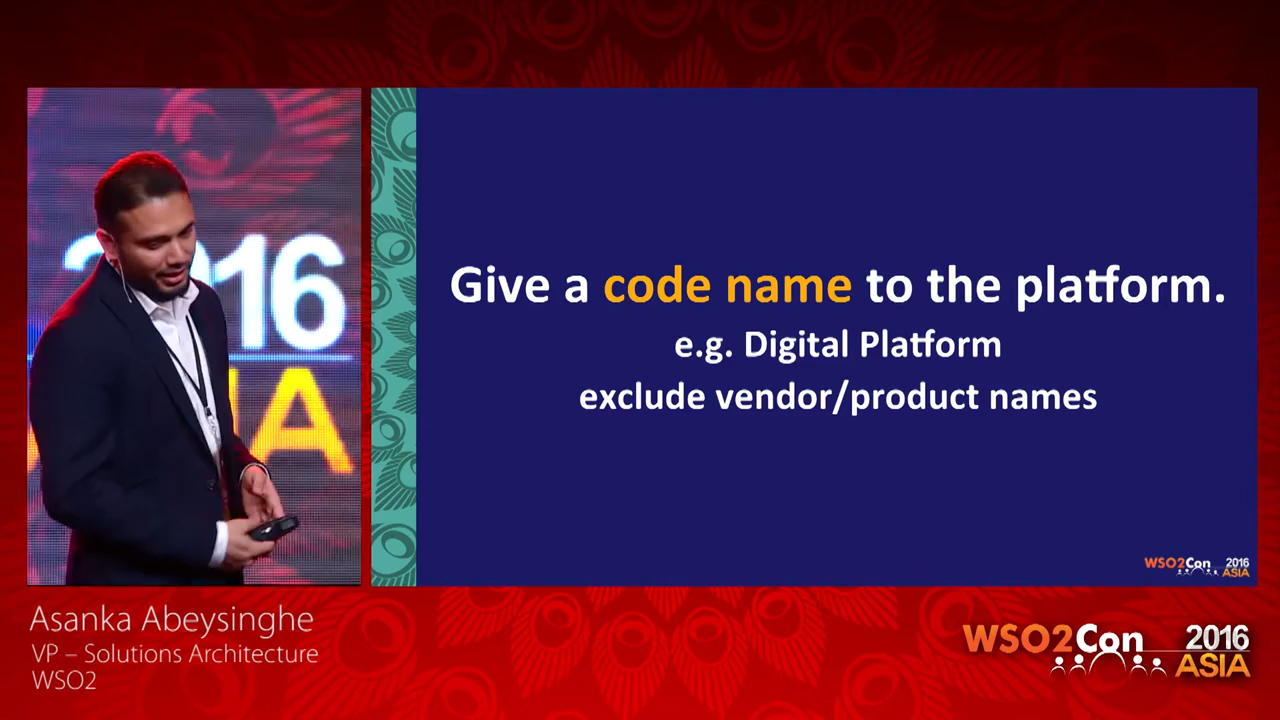 2016
ASIA
Give a code name to the platform.
e.g. Digital Platform
exclude vendor/product names
WSO2Con 2016
ASIA
Asanka Abeysinghe
VP – Solutions Architecture
WSO2
WSO2Con 2016
ASIA